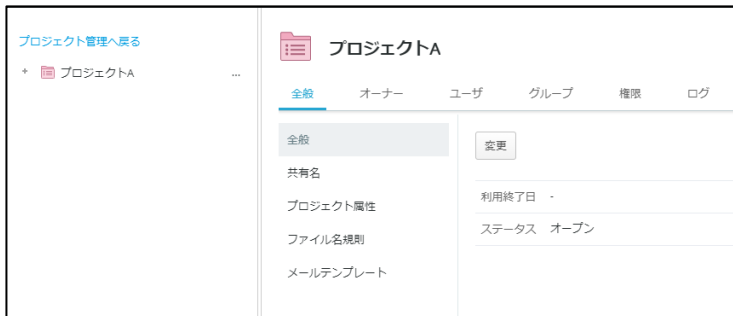 プロジェクト管理へ戻る
+ プロジェクトA ...
プロジェクトA
全般 オーナー ユーザ グループ 権限 ログ
全般
共有名
プロジェクト属性
ファイル名規則
メールテンプレート
変更
利用終了日 -
ステータス オープン